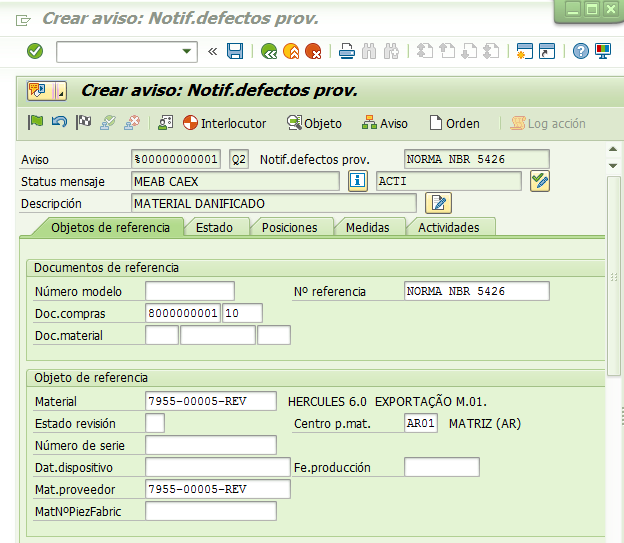 Crear aviso: Notif.defectos prov.
Crear aviso: Notif.defectos prov.
Interlocutor Objeto Aviso Orden Log acción
Aviso %00000000001 Q2 Notif.defectos prov. NORMA NBR 5426
Status mensaje MEAB CAEX ACTI
Descripción MATERIAL DANIFICADO
Objetos de referencia Estado Posiciones Medidas Actividades
Documentos de referencia
Número modelo Nº referencia NORMA NBR 5426
Doc.compras 8000000001 10
Doc.material
Objeto de referencia
Material 7955-00005-REV HERCULES 6.0 EXPORTAÇÃO M.01.
Estado revisión Centro p.mat. AR01 MATRIZ (AR)
Número de serie
Dat.dispositivo Fe.producción
Mat.proveedor 7955-00005-REV
MatNºPiezFabric